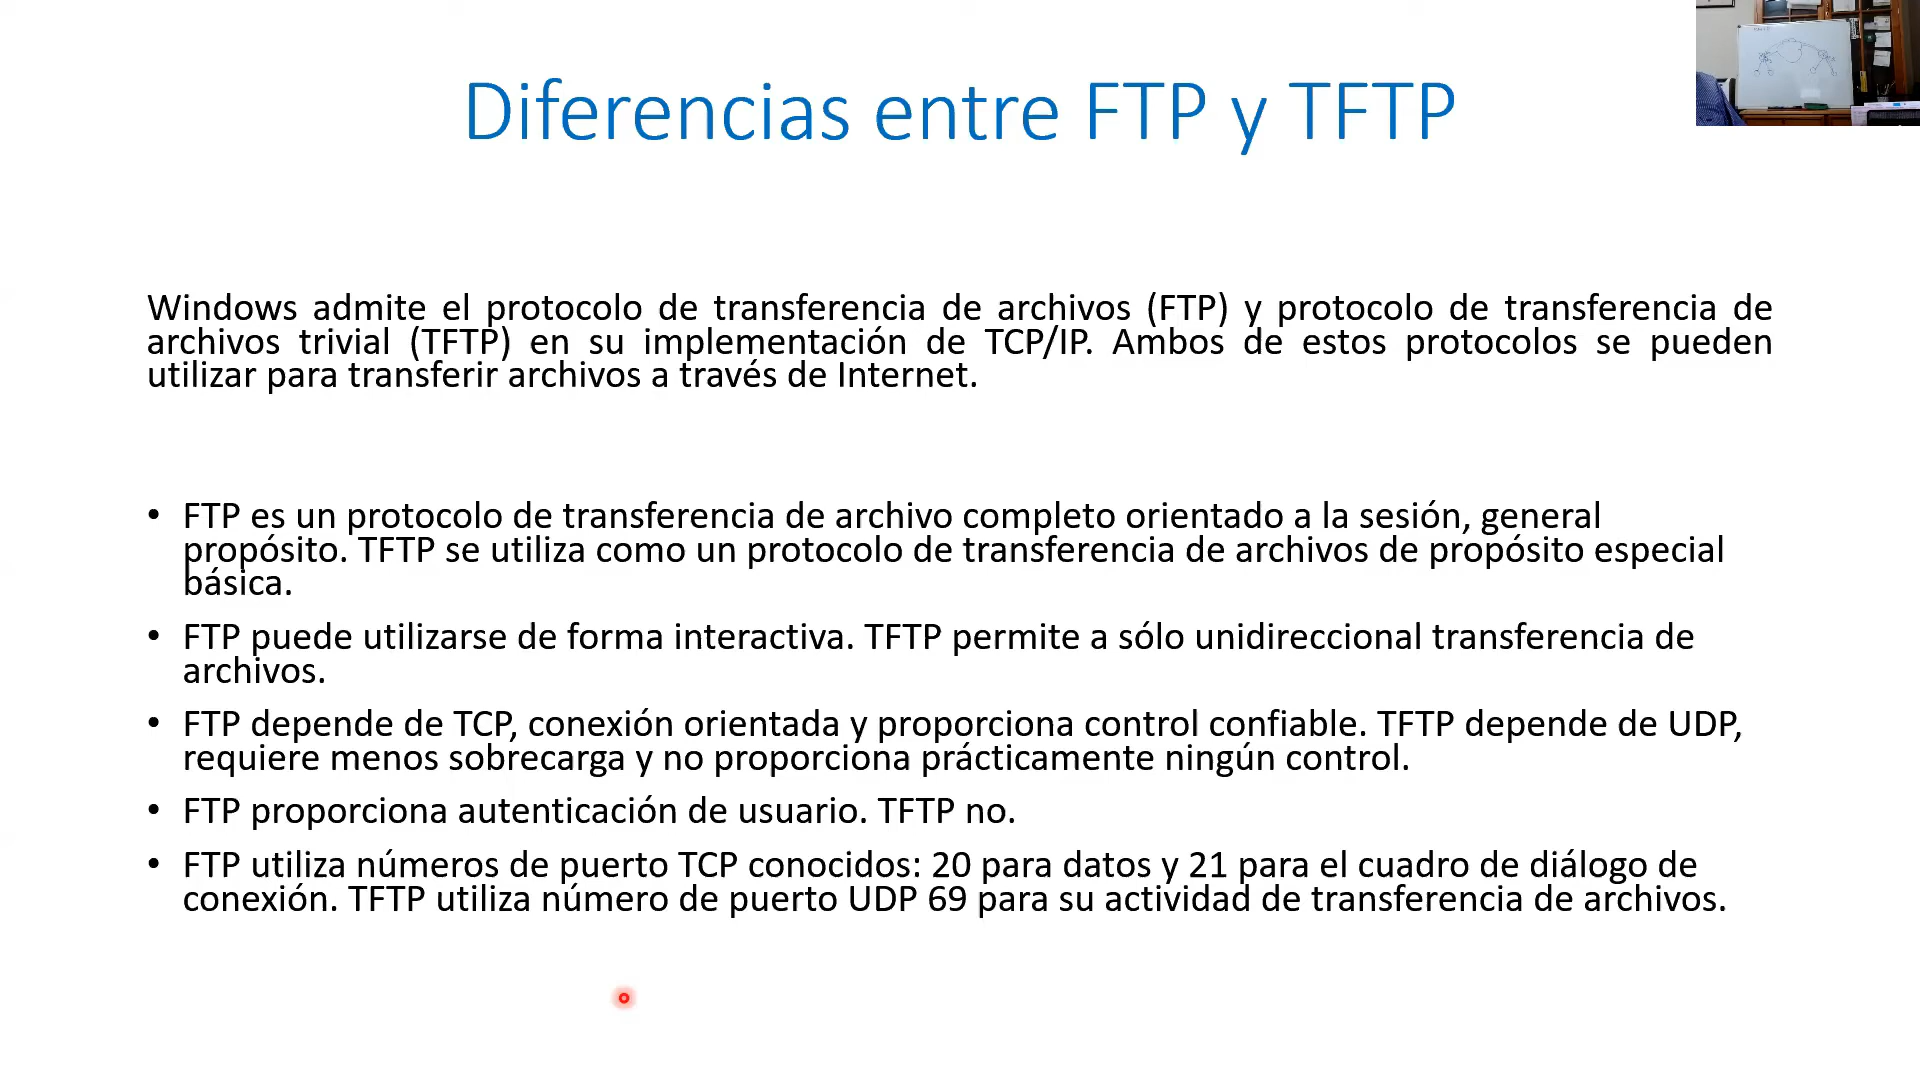 Diferencias entre FTP y TFTP
Windows admite el protocolo de transferencia de archivos (FTP) y protocolo de transferencia de
archivos trivial (TFTP) en su implementación de TCP/IP. Ambos de estos protocolos se pueden
utilizar para transferir archivos a través de Internet.
• FTP es un protocolo de transferencia de archivo completo orientado a la sesión, general
propósito. TFTP se utiliza como un protocolo de transferencia de archivos de propósito especial
básica.
• FTP puede utilizarse de forma interactiva. TFTP permite a sólo unidireccional transferencia de
archivos.
• FTP depende de TCP, conexión orientada y proporciona control confiable. TFTP depende de UDP,
requiere menos sobrecarga y no proporciona prácticamente ningún control.
• FTP proporciona autenticación de usuario. TFTP no.
• FTP utiliza números de puerto TCP conocidos: 20 para datos y 21 para el cuadro de diálogo de
conexión. TFTP utiliza número de puerto UDP 69 para su actividad de transferencia de archivos.